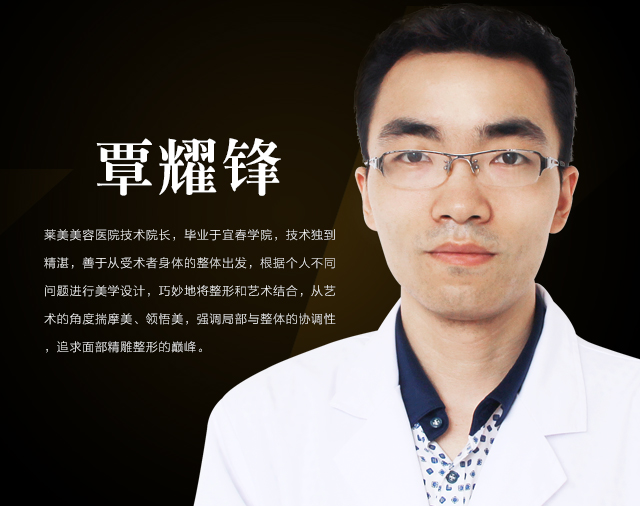 覃耀锋
莱美美容医院技术院长，毕业于宜春学院，技术独到
精湛，善于从受术者身体的整体出发，根据个人不同
问题进行美学设计，巧妙地将整形和艺术结合，从艺
术的角度揣摩美、领悟美，强调局部与整体的协调性
，追求面部精雕整形的巅峰。